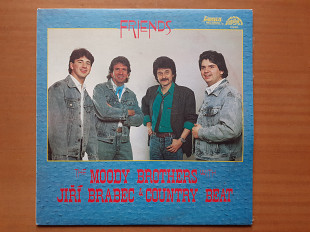 FRIENDS
MOODY BROTHERS
JIŘÍ BRABEC & COUNTRY BEAT